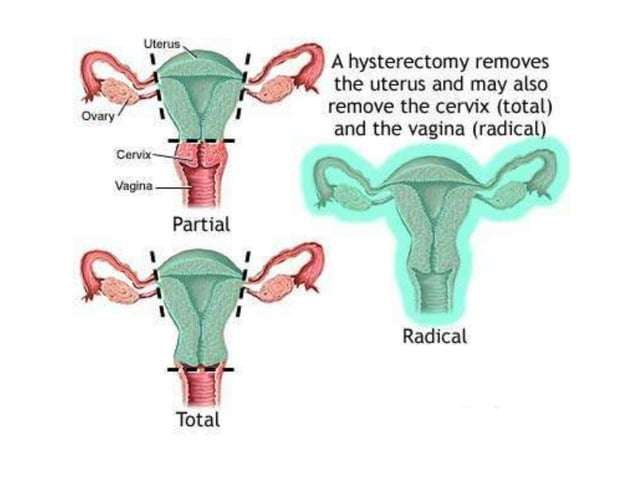 Uterus
Ovary
Cervix
Vagina
Partial
A hysterectomy removes
the uterus and may also
remove the cervix (total)
and the vagina (radical)
Radical
Total